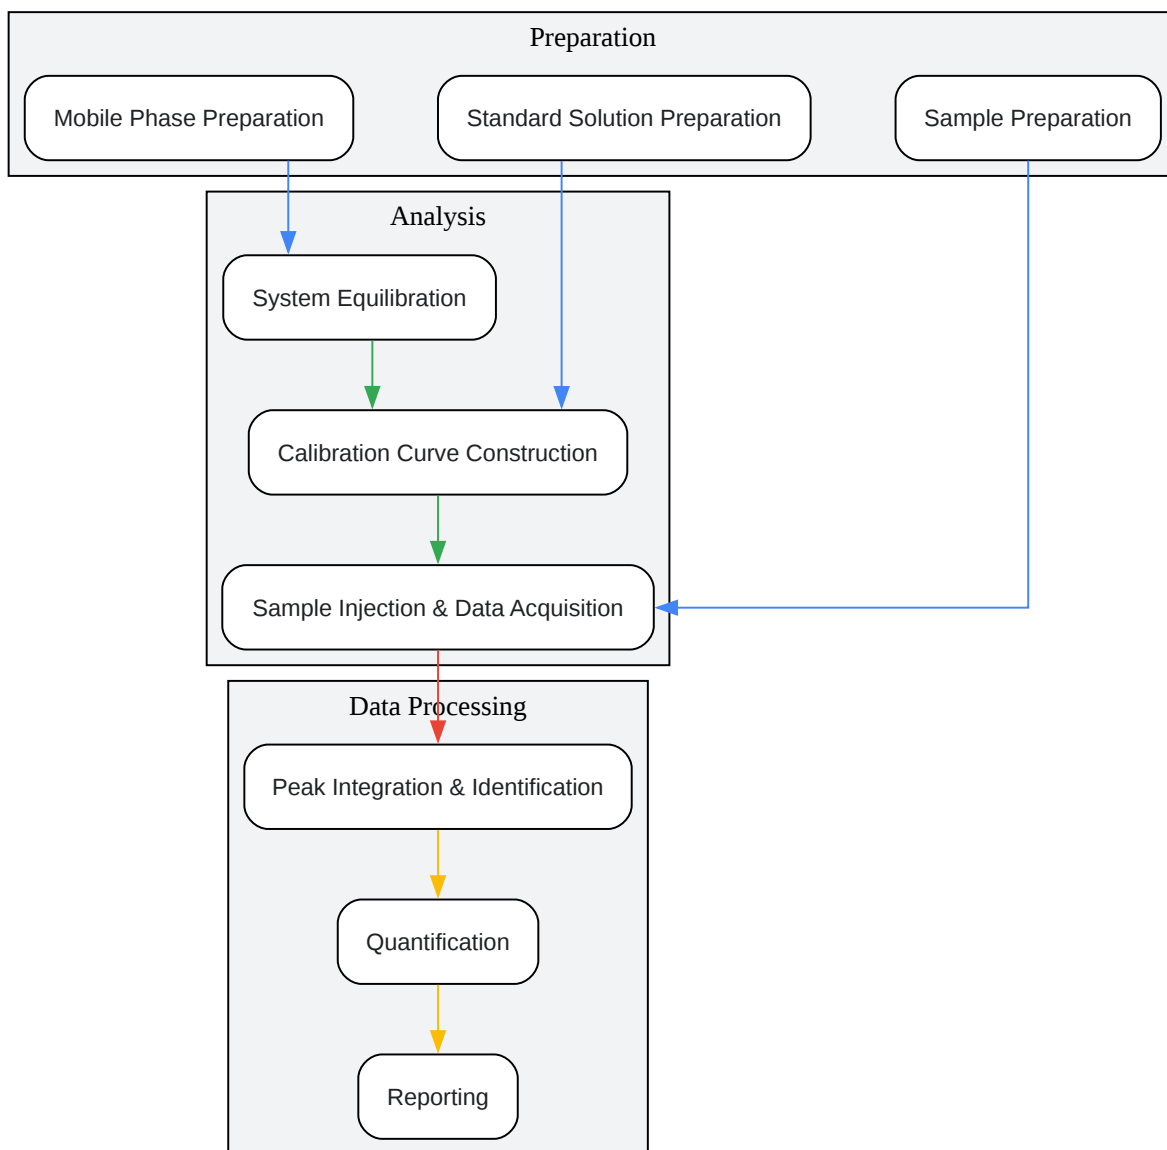 Preparation
Mobile Phase Preparation
Standard Solution Preparation
Sample Preparation
Analysis
System Equilibration
Calibration Curve Construction
Sample Injection & Data Acquisition
Data Processing
Peak Integration & Identification
Quantification
Reporting